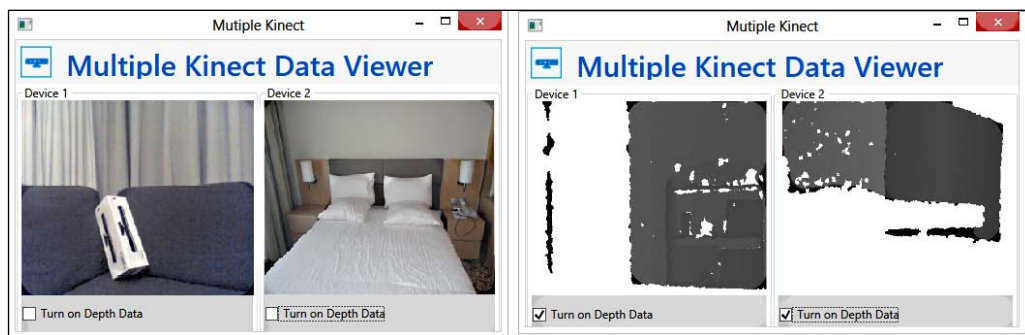 Mutiple Kinect
Multiple Kinect Data Viewer
Device 1
Device 2
Turn on Depth Data
Turn on Depth Data
Mutiple Kinect
Multiple Kinect Data Viewer
Device 1
Device 2
Turn on Depth Data
Turn on Depth Data